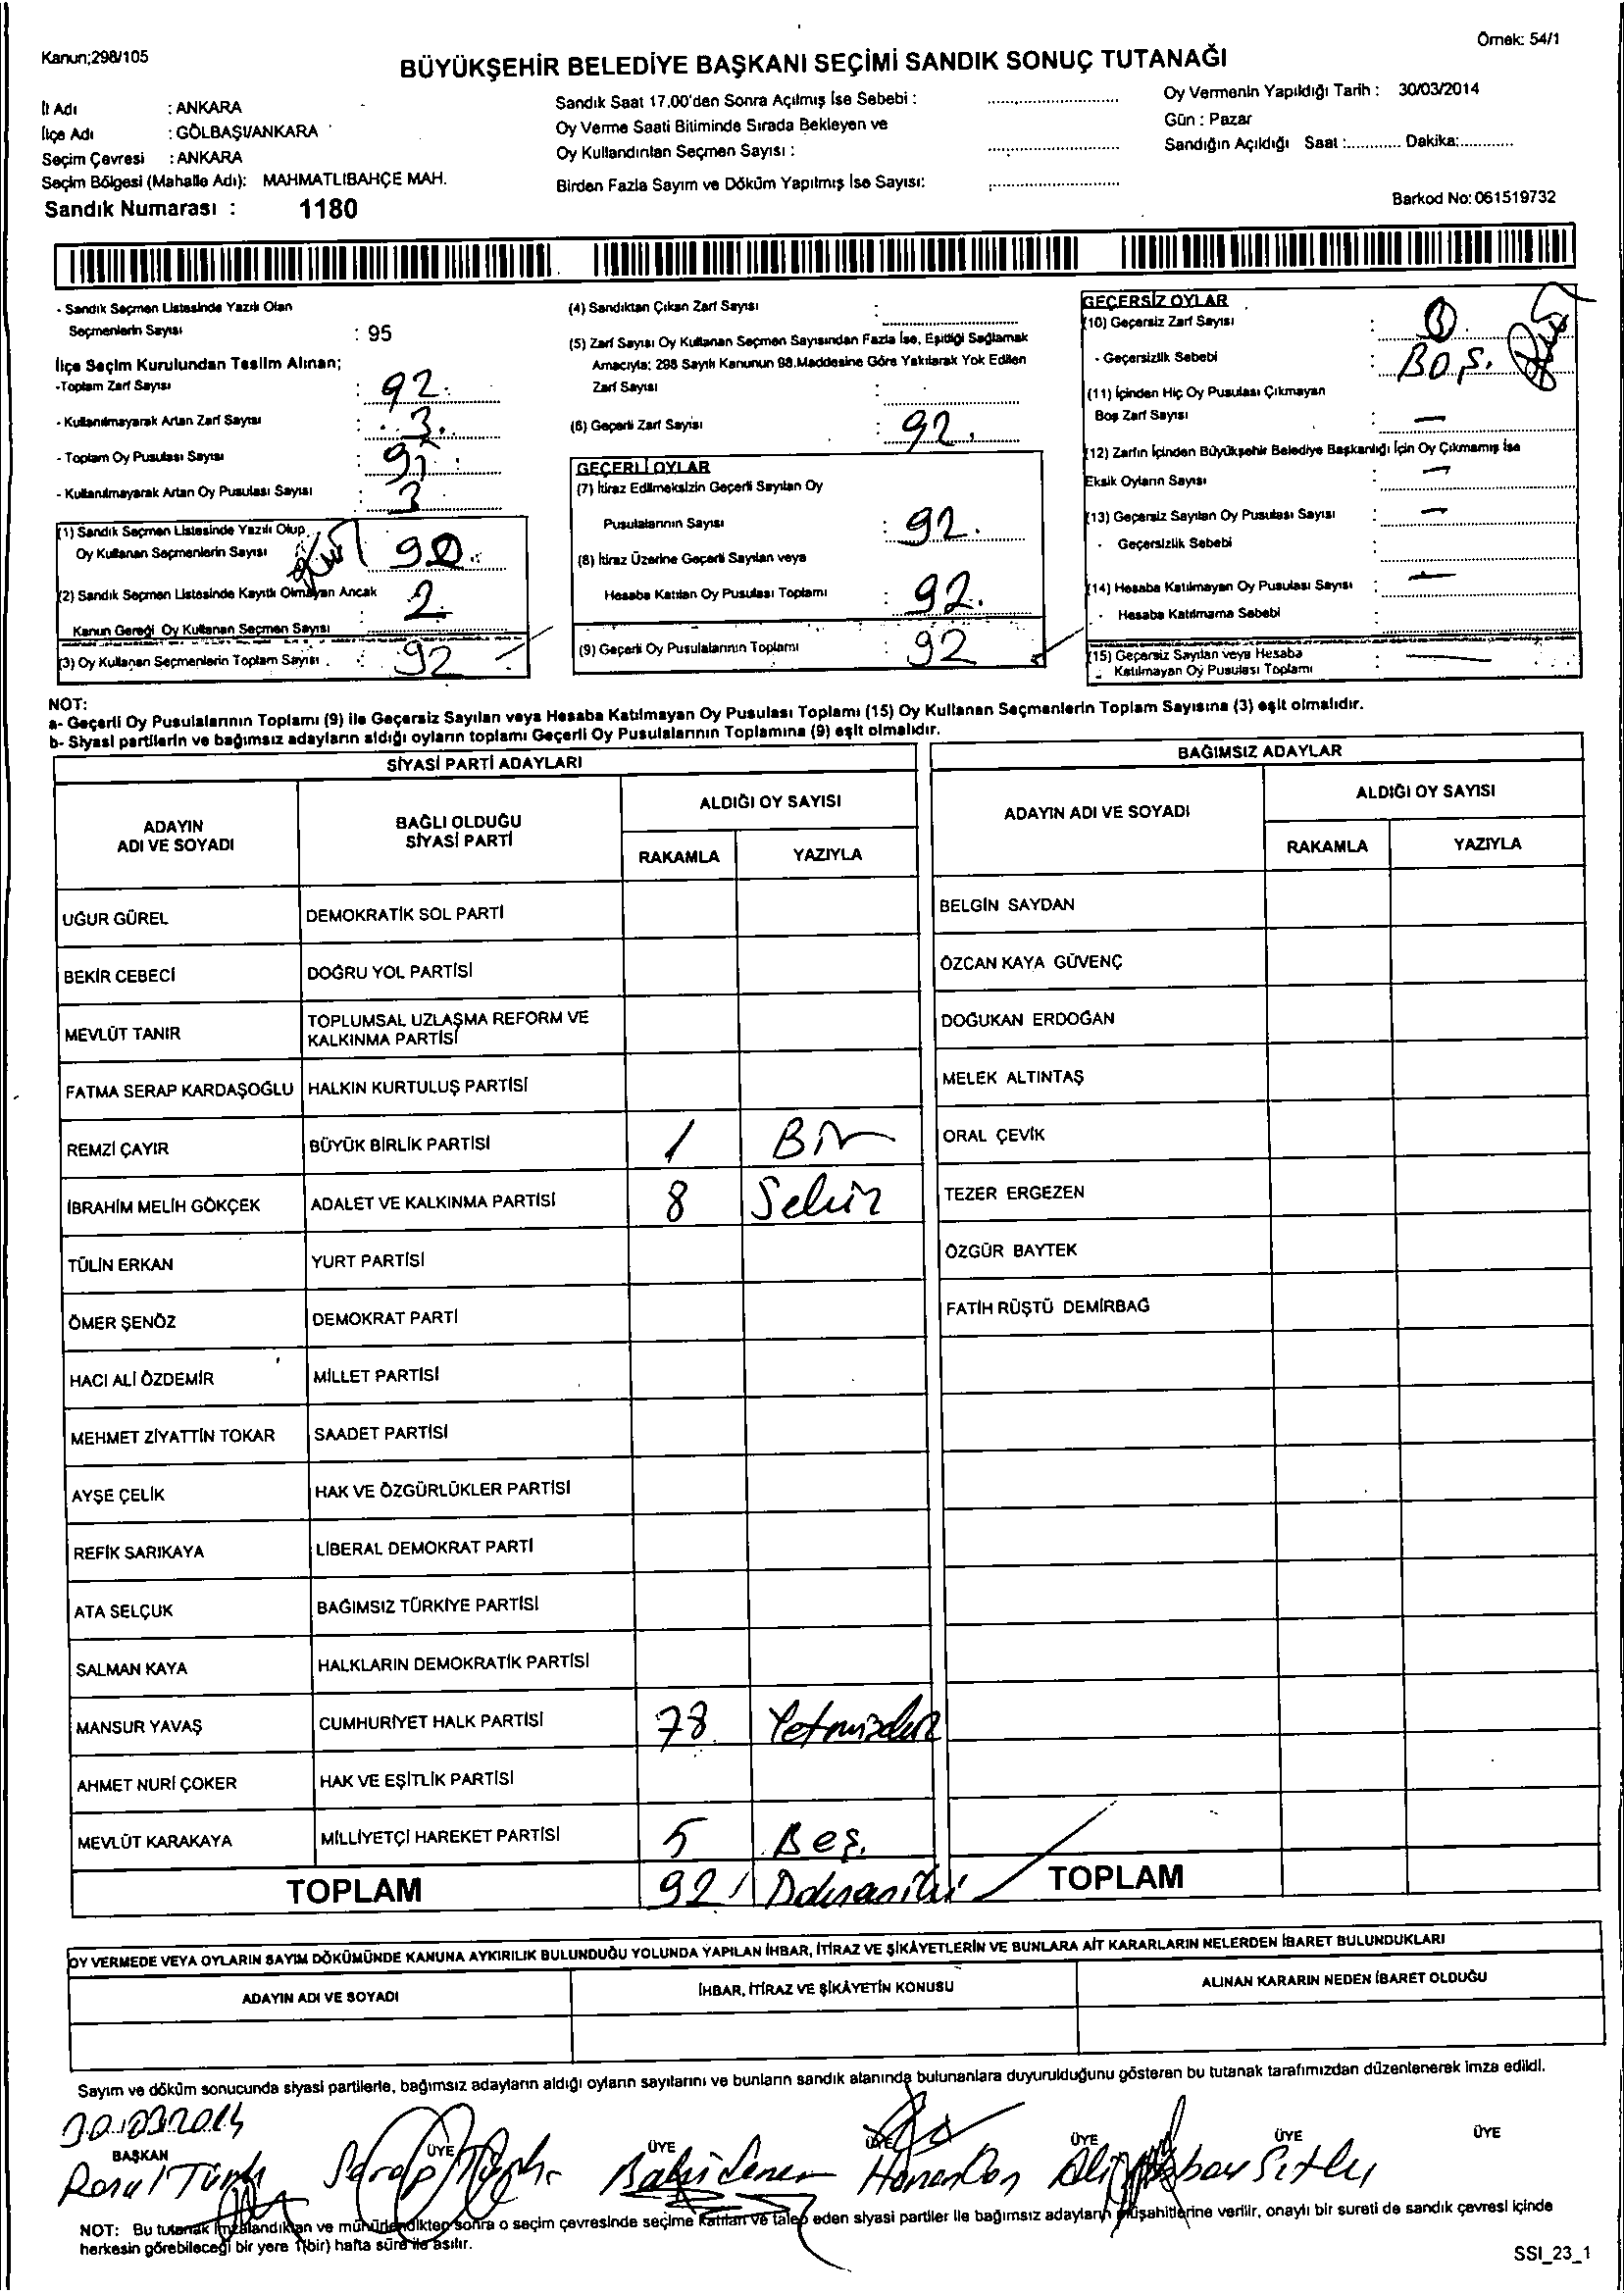 Kanun;298/105
Örnek: 54/1
BÜYÜKŞEHİR BELEDİYE BAŞKANI SEÇİMİ SANDIK SONUÇ TUTANAĞI
İl Adı : ANKARA
İlçe Adı : GÖLBAŞI/ANKARA
Seçim Çevresi : ANKARA
Seçim Bölgesi (Mahalle Adı): MAHMATLIBAHÇE MAH.
Sandık Numarası : 1180
Sandık Saat 17.00'den Sonra Açılmış İse Sebebi :
Oy Verme Saati Bitiminde Sırada Bekleyen ve
Oy Kullandırılan Seçmen Sayısı :
Birden Fazla Sayım ve Döküm Yapılmış İse Sayısı:
Oy Vermenin Yapıldığı Tarih : 30/03/2014
Gün : Pazar
Sandığın Açıldığı Saat :............ Dakika:............
Barkod No: 061519732
- Sandık Seçmen Listesinde Yazılı Olan
Seçmenlerin Sayısı : 95
İlçe Seçim Kurulundan Teslim Alınan;
-Toplam Zarf Sayısı : 92
- Kullanılmayarak Artan Zarf Sayısı : 3
- Toplam Oy Pusulası Sayısı :
- Kullanılmayarak Artan Oy Pusulası Sayısı : 3
(1) Sandık Seçmen Listesinde Yazılı Olup
Oy Kullanan Seçmenlerin Sayısı 90
(2) Sandık Seçmen Listesinde Kayıtlı Olmayan Ancak
Kanun Gereği Oy Kullanan Seçmen Sayısı 2
(3) Oy Kullanan Seçmenlerin Toplam Sayısı : 92
(4) Sandıktan Çıkan Zarf Sayısı :
(5) Zarf Sayısı Oy Kullanan Seçmen Sayısından Fazla İse, Eşitliği Sağlamak
Amacıyla; 298 Sayılı Kanunun 98.Maddesine Göre Yakılarak Yok Edilen
Zarf Sayısı :
(6) Geçerli Zarf Sayısı : 92
GEÇERLİ OYLAR
(7) İtiraz Edilmeksizin Geçerli Sayılan Oy
Pusulalarının Sayısı : 92
(8) İtiraz Üzerine Geçerli Sayılan veya
Hesaba Katılan Oy Pusulası Toplamı : 92
(9) Geçerli Oy Pusulalarının Toplamı : 92
GEÇERSİZ OYLAR
(10) Geçersiz Zarf Sayısı :
- Geçersizlik Sebebi : BOŞ.
(11) İçinden Hiç Oy Pusulası Çıkmayan
Boş Zarf Sayısı : —
(12) Zarfın İçinden Büyükşehir Belediye Başkanlığı İçin Oy Çıkmamış İse
Eksik Oyların Sayısı : —
(13) Geçersiz Sayılan Oy Pusulası Sayısı : —
- Geçersizlik Sebebi :
(14) Hesaba Katılmayan Oy Pusulası Sayısı : —
- Hesaba Katılmama Sebebi :
(15) Geçersiz Sayılan veya Hesaba
Katılmayan Oy Pusulası Toplamı : —
NOT:
a- Geçerli Oy Pusulalarının Toplamı (9) ile Geçersiz Sayılan veya Hesaba Katılmayan Oy Pusulası Toplamı (15) Oy Kullanan Seçmenlerin Toplam Sayısına (3) eşit olmalıdır.
b- Siyasi partilerin ve bağımsız adayların aldığı oyların toplamı Geçerli Oy Pusulalarının Toplamına (9) eşit olmalıdır.
SİYASİ PARTİ ADAYLARI
ADAYIN ADI VE SOYADI
BAĞLI OLDUĞU SİYASİ PARTİ
ALDIĞI OY SAYISI
RAKAMLA YAZIYLA
UĞUR GÜREL DEMOKRATİK SOL PARTİ
BEKİR CEBECİ DOĞRU YOL PARTİSİ
MEVLÜT TANIR TOPLUMSAL UZLAŞMA REFORM VE
KALKINMA PARTİSİ
FATMA SERAP KARDAŞOĞLU HALKIN KURTULUŞ PARTİSİ
REMZİ ÇAYIR BÜYÜK BİRLİK PARTİSİ 1 Bir
İBRAHİM MELİH GÖKÇEK ADALET VE KALKINMA PARTİSİ 8 Sekiz
TÜLİN ERKAN YURT PARTİSİ
ÖMER ŞENÖZ DEMOKRAT PARTİ
HACI ALİ ÖZDEMİR MİLLET PARTİSİ
MEHMET ZİYATTİN TOKAR SAADET PARTİSİ
AYŞE ÇELİK HAK VE ÖZGÜRLÜKLER PARTİSİ
REFİK SARIKAYA LİBERAL DEMOKRAT PARTİ
ATA SELÇUK BAĞIMSIZ TÜRKİYE PARTİSİ
SALMAN KAYA HALKLARIN DEMOKRATİK PARTİSİ
MANSUR YAVAŞ CUMHURİYET HALK PARTİSİ 78
AHMET NURİ ÇOKER HAK VE EŞİTLİK PARTİSİ
MEVLÜT KARAKAYA MİLLİYETÇİ HAREKET PARTİSİ 5 Beş.
TOPLAM 92
BAĞIMSIZ ADAYLAR
ADAYIN ADI VE SOYADI
ALDIĞI OY SAYISI
RAKAMLA YAZIYLA
BELGİN SAYDAN
ÖZCAN KAYA GÜVENÇ
DOĞUKAN ERDOĞAN
MELEK ALTINTAŞ
ORAL ÇEVİK
TEZER ERGEZEN
ÖZGÜR BAYTEK
FATİH RÜŞTÜ DEMİRBAĞ
TOPLAM
OY VERMEDE VEYA OYLARIN SAYIM DÖKÜMÜNDE KANUNA AYKIRILIK BULUNDUĞU YOLUNDA YAPILAN İHBAR, İTİRAZ VE ŞİKÂYETLERİN VE BUNLARA AİT KARARLARIN NELERDEN İBARET BULUNDUKLARI
ADAYIN ADI VE SOYADI İHBAR, İTİRAZ VE ŞİKÂYETİN KONUSU ALINAN KARARIN NEDEN İBARET OLDUĞU
Sayım ve döküm sonucunda siyasi partilerle, bağımsız adayların aldığı oyların sayılarını ve bunların sandık alanında bulunanlara duyurulduğunu gösteren bu tutanak tarafımızdan düzenlenerek imza edildi.
30.03.2014
BAŞKAN ÜYE ÜYE ÜYE ÜYE ÜYE ÜYE
NOT: Bu tutanak imzalandıktan ve mühürlendikten sonra o seçim çevresinde seçime katılan ve talep eden siyasi partiler ile bağımsız adayların müşahitlerine verilir, onaylı bir sureti de sandık çevresi içinde
herkesin görebileceği bir yere 1(bir) hafta süre ile asılır.
SSI_23_1